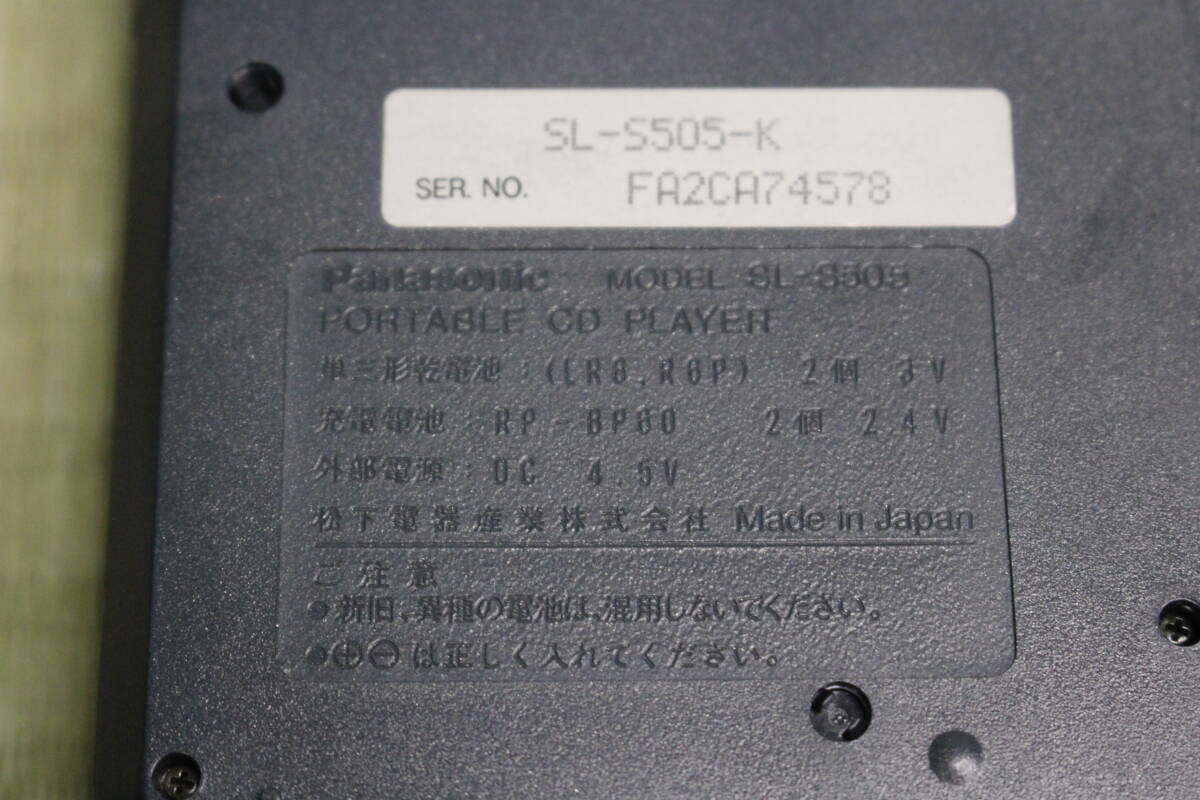 SL-S505-K
SER. NO. FA2CA74578
Panasonic MODEL SL-S505
PORTABLE CD PLAYER
単三形乾電池:(LR6,R6P) 2個 3V
充電電池:RP-BP60 2個 2.4V
外部電源:DC 4.5V
松下電器産業株式会社 Made in Japan
ご注意
●新旧、異種の電池は、混用しないでください。
●⊕⊖は正しく入れてください。